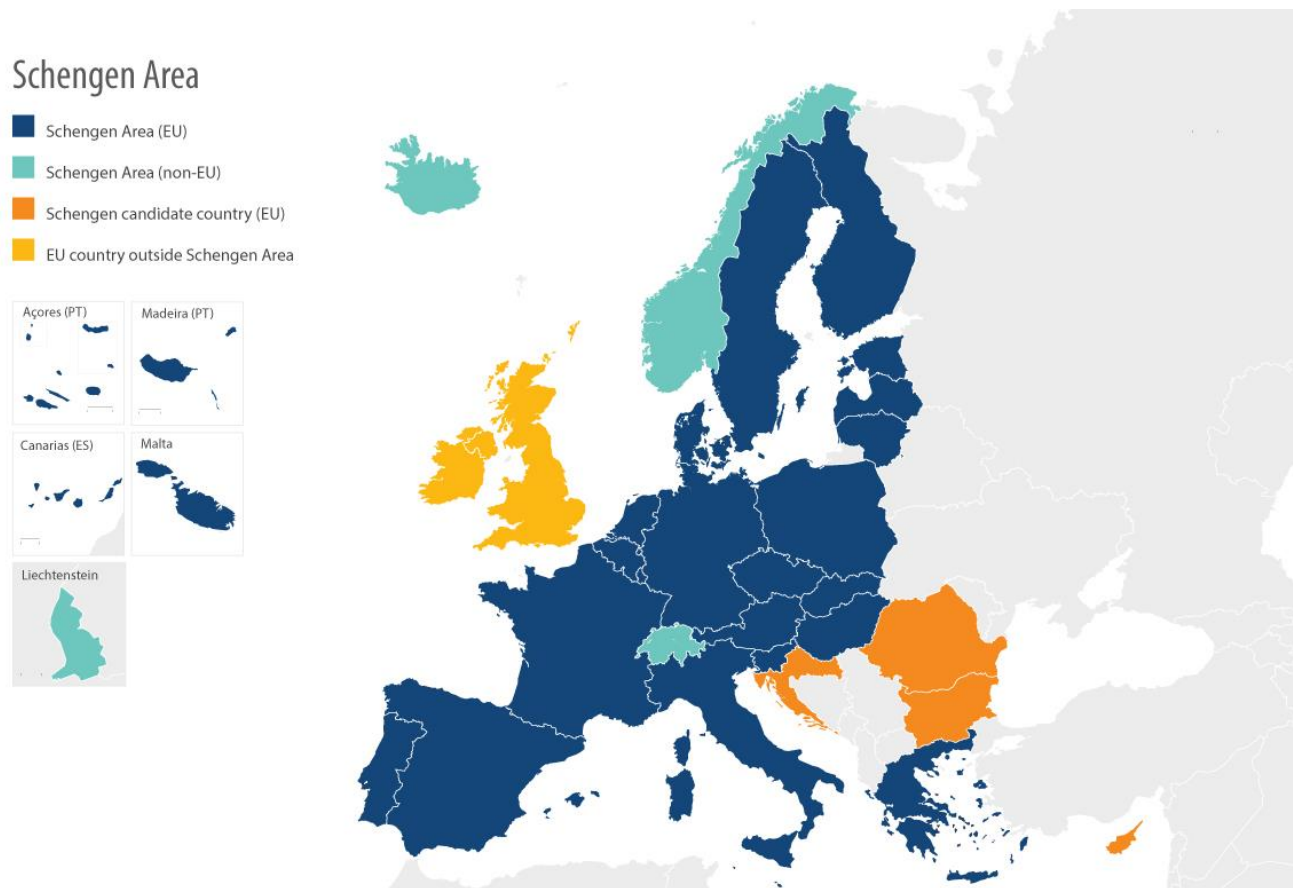 Schengen Area
Schengen Area (EU)
Schengen Area (non-EU)
Schengen candidate country (EU)
EU country outside Schengen Area
Açores (PT)
Madeira (PT)
Canarias (ES)
Malta
Liechtenstein